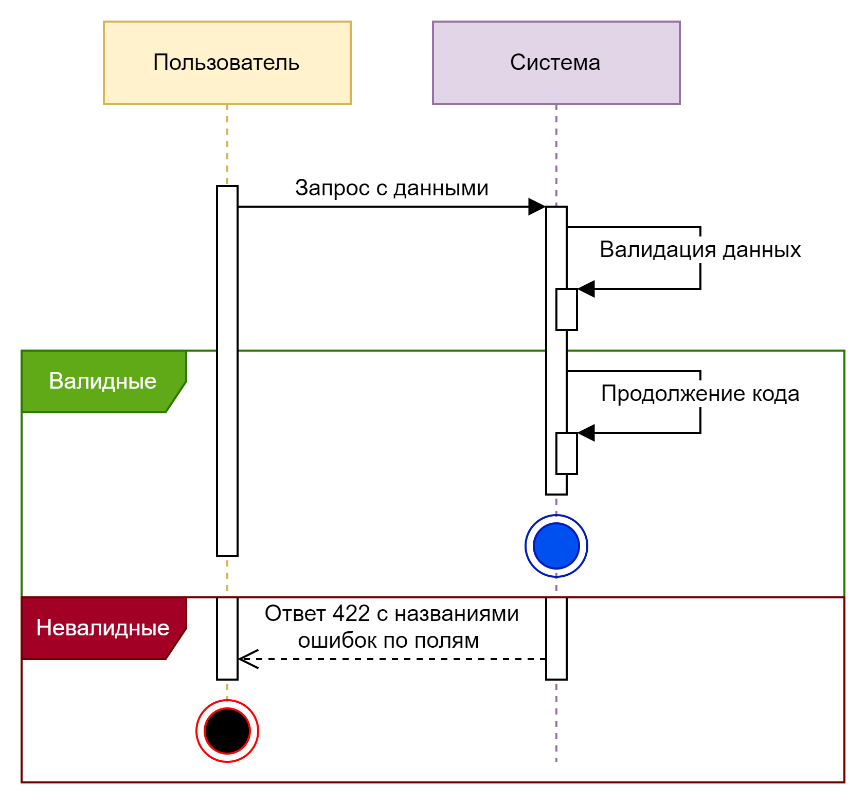 Пользователь
Система
Запрос с данными
Валидация данных
Валидные
Продолжение кода
Невалидные
Ответ 422 с названиями
ошибок по полям